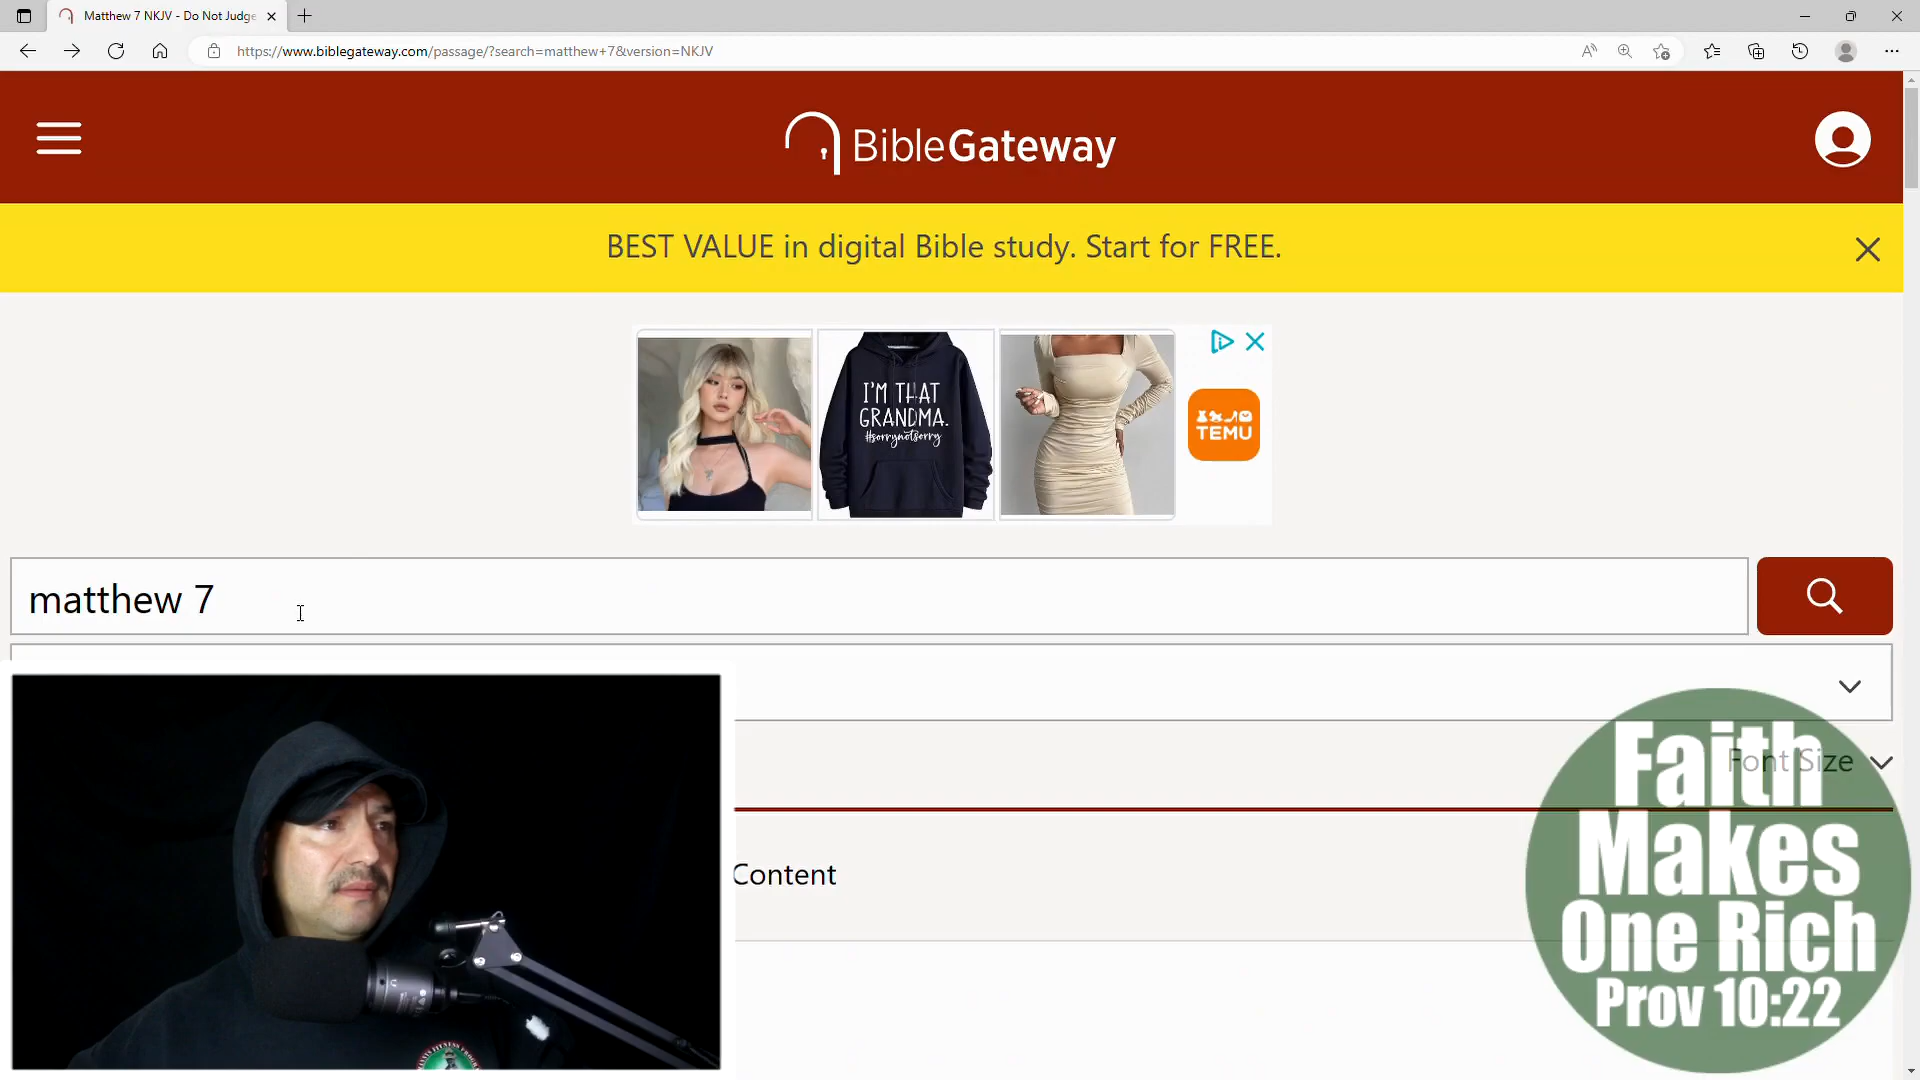 Matthew 7 NKJV - Do Not Judge
https://www.biblegateway.com/passage/?search=matthew+7&version=NKJV
BibleGateway
BEST VALUE in digital Bible study. Start for FREE.
I'M THAT
GRANDMA.
#sorrynotsorry
TEMU
matthew 7
Font Size
Content
Faith
Makes
One Rich
Prov 10:22